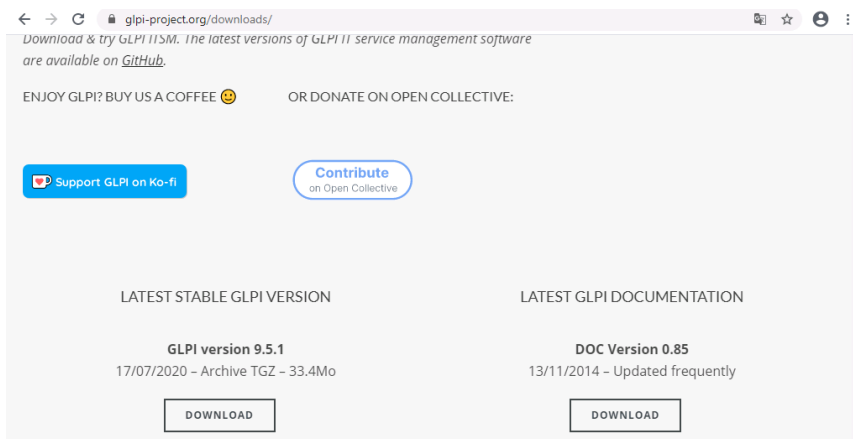 glpi-project.org/downloads/
Download & try GLPI ITSM. The latest versions of GLPI IT service management software
are available on GitHub.
ENJOY GLPI? BUY US A COFFEE 🙂 OR DONATE ON OPEN COLLECTIVE:
Support GLPI on Ko-fi
Contribute
on Open Collective
LATEST STABLE GLPI VERSION
GLPI version 9.5.1
17/07/2020 – Archive TGZ – 33.4Mo
DOWNLOAD
LATEST GLPI DOCUMENTATION
DOC Version 0.85
13/11/2014 – Updated frequently
DOWNLOAD